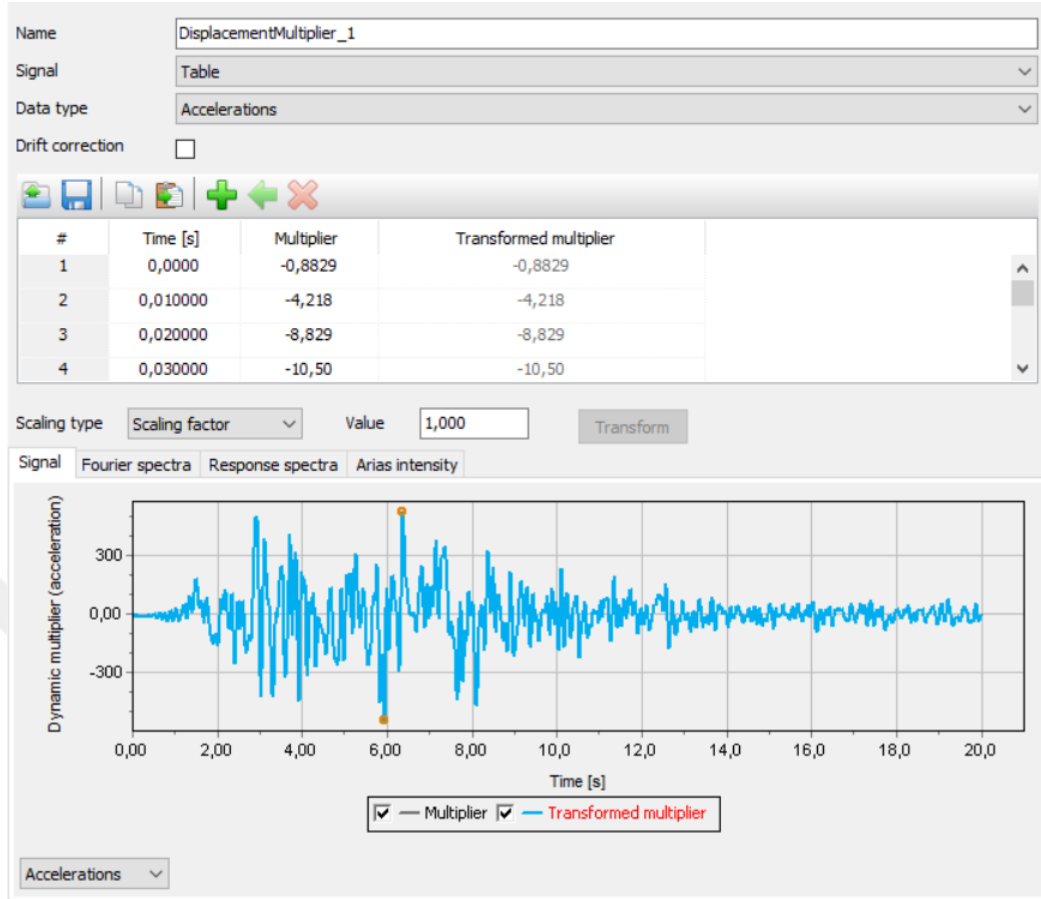 Name DisplacementMultiplier_1
Signal Table
Data type Accelerations
Drift correction
# Time [s] Multiplier Transformed multiplier
1 0,0000 -0,8829 -0,8829
2 0,010000 -4,218 -4,218
3 0,020000 -8,829 -8,829
4 0,030000 -10,50 -10,50
Scaling type Scaling factor Value 1,000 Transform
Signal Fourier spectra Response spectra Arias intensity
Dynamic multiplier (acceleration)
300
0,00
-300
0,00 2,00 4,00 6,00 8,00 10,0 12,0 14,0 16,0 18,0 20,0
Time [s]
Multiplier Transformed multiplier
Accelerations